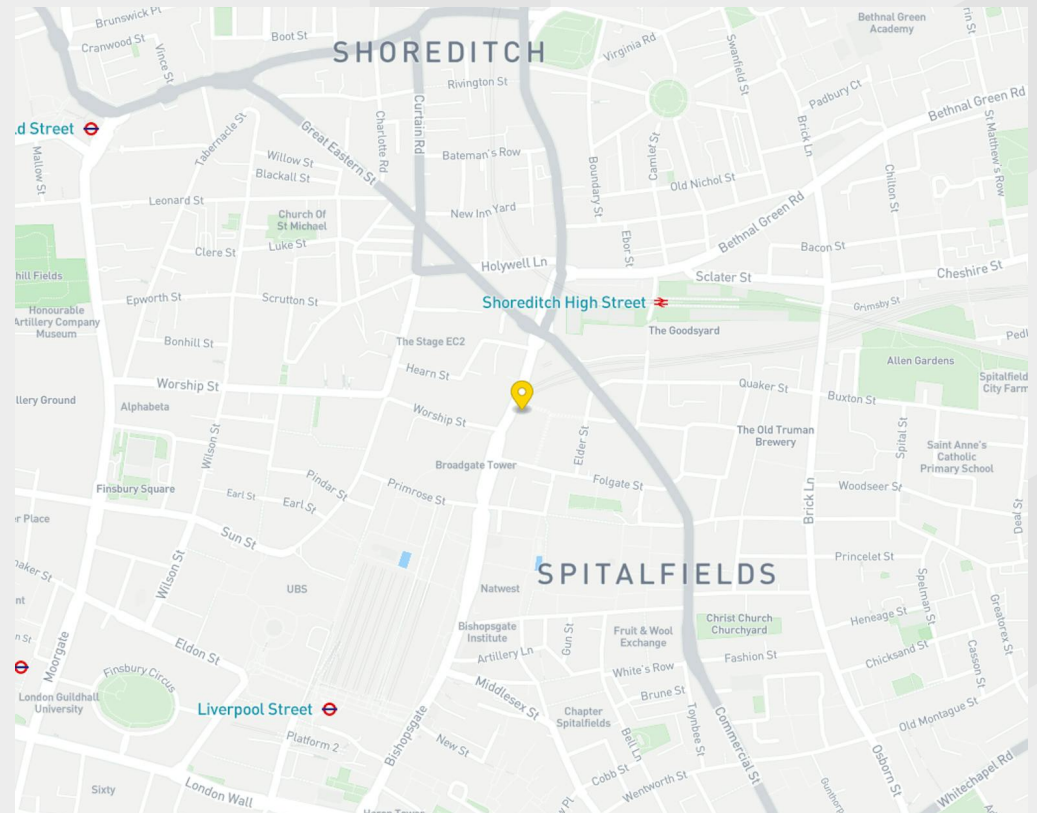 Brunswick Pl
Cranwood St
Vince St
Boot St
SHOREDITCH
Virginia Rd
Swanfield St
Bethnal Green
Academy
rin St
Rivington St
Padbury Ct
Bethnal Green Rd
.d Street
Tabernacle St
Great Eastern St
Charlotte Rd
Curtain Rd
Brick Ln
St Matthew's Row
Mallow St
Willow St
Blackall St
Bateman's Row
Boundary St
Old Nichol St
Chilton St
Leonard St
Church Of
St Michael
New Inn Yard
Bethnal Green Rd
Clere St
Luke St
Holywell Ln
Ebor St
Bacon St
Sclater St
Cheshire St
hill Fields
Epworth St
Scrutton St
Shoreditch High Street
Grimsby St
Honourable
Artillery Company
Museum
The Goodsyard
Bonhill St
The Stage EC2
Pedl
Allen Gardens
Hearn St
Worship St
Quaker St
Spitalfield
City Farm
llery Ground
Alphabeta
Worship St
Buxton St
Wilson St
Elder St
The Old Truman
Brewery
Spital St
Saint Anne's
Catholic
Primary School
Broadgate Tower
Finsbury Square
Pindar St
Primrose St
Folgate St
Brick Ln
Woodseer St
Earl St
Earl St
Deal St
er Place
Sun St
Wilson St
Princelet St
naker St
UBS
Natwest
SPITALFIELDS
Spelman St
Greatorex St
nt
Bishopsgate
Institute
Gun St
Fruit & Wool
Exchange
Christ Church
Churchyard
Heneage St
n St
Moorgate
Eldon St
Artillery Ln
Fashion St
Chicksand St
Casson St
Finsbury Circus
White's Row
London Guildhall
University
Middlesex St
Brune St
Liverpool Street
Chapter
Spitalfields
Toynbee St
Old Montague St
Platform 2
Bishopsgate
New St
Bell Ln
Commercial St
Osborn St
Whitechapel Rd
Sixty
London Wall
Cobb St
Wentworth St
Gunthorp
w Pl